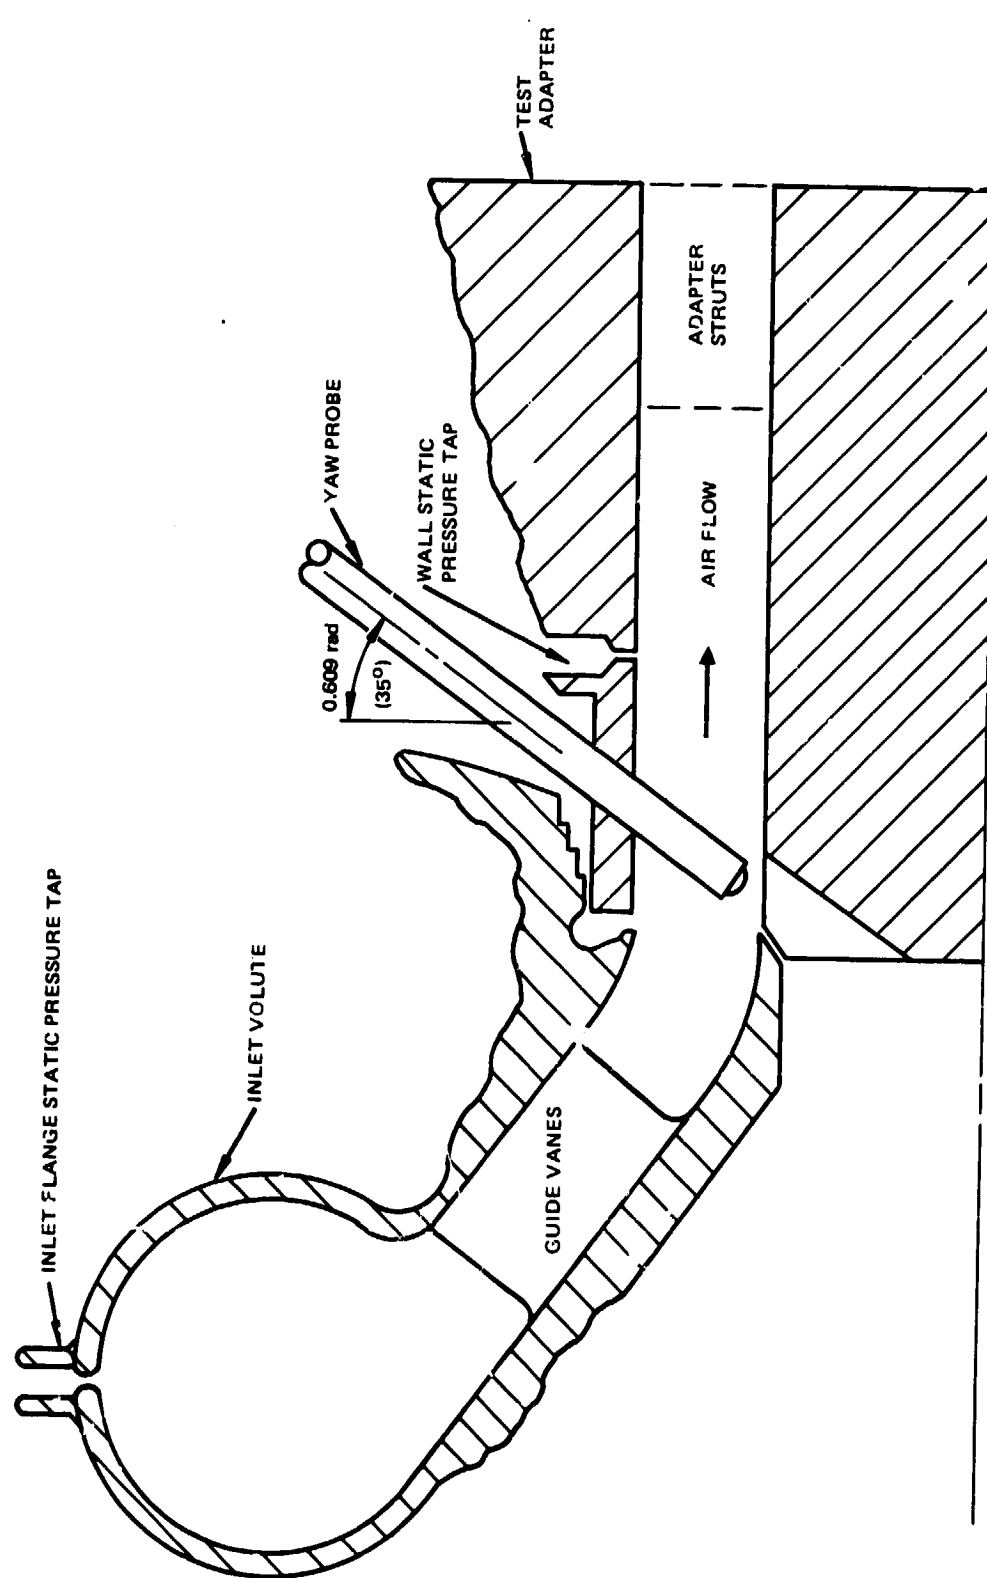 INLET FLANGE STATIC PRESSURE TAP
INLET VOLUTE
GUIDE VANES
0.609 rad
(35°)
YAW PROBE
WALL STATIC
PRESSURE TAP
AIR FLOW
ADAPTER
STRUTS
TEST
ADAPTER